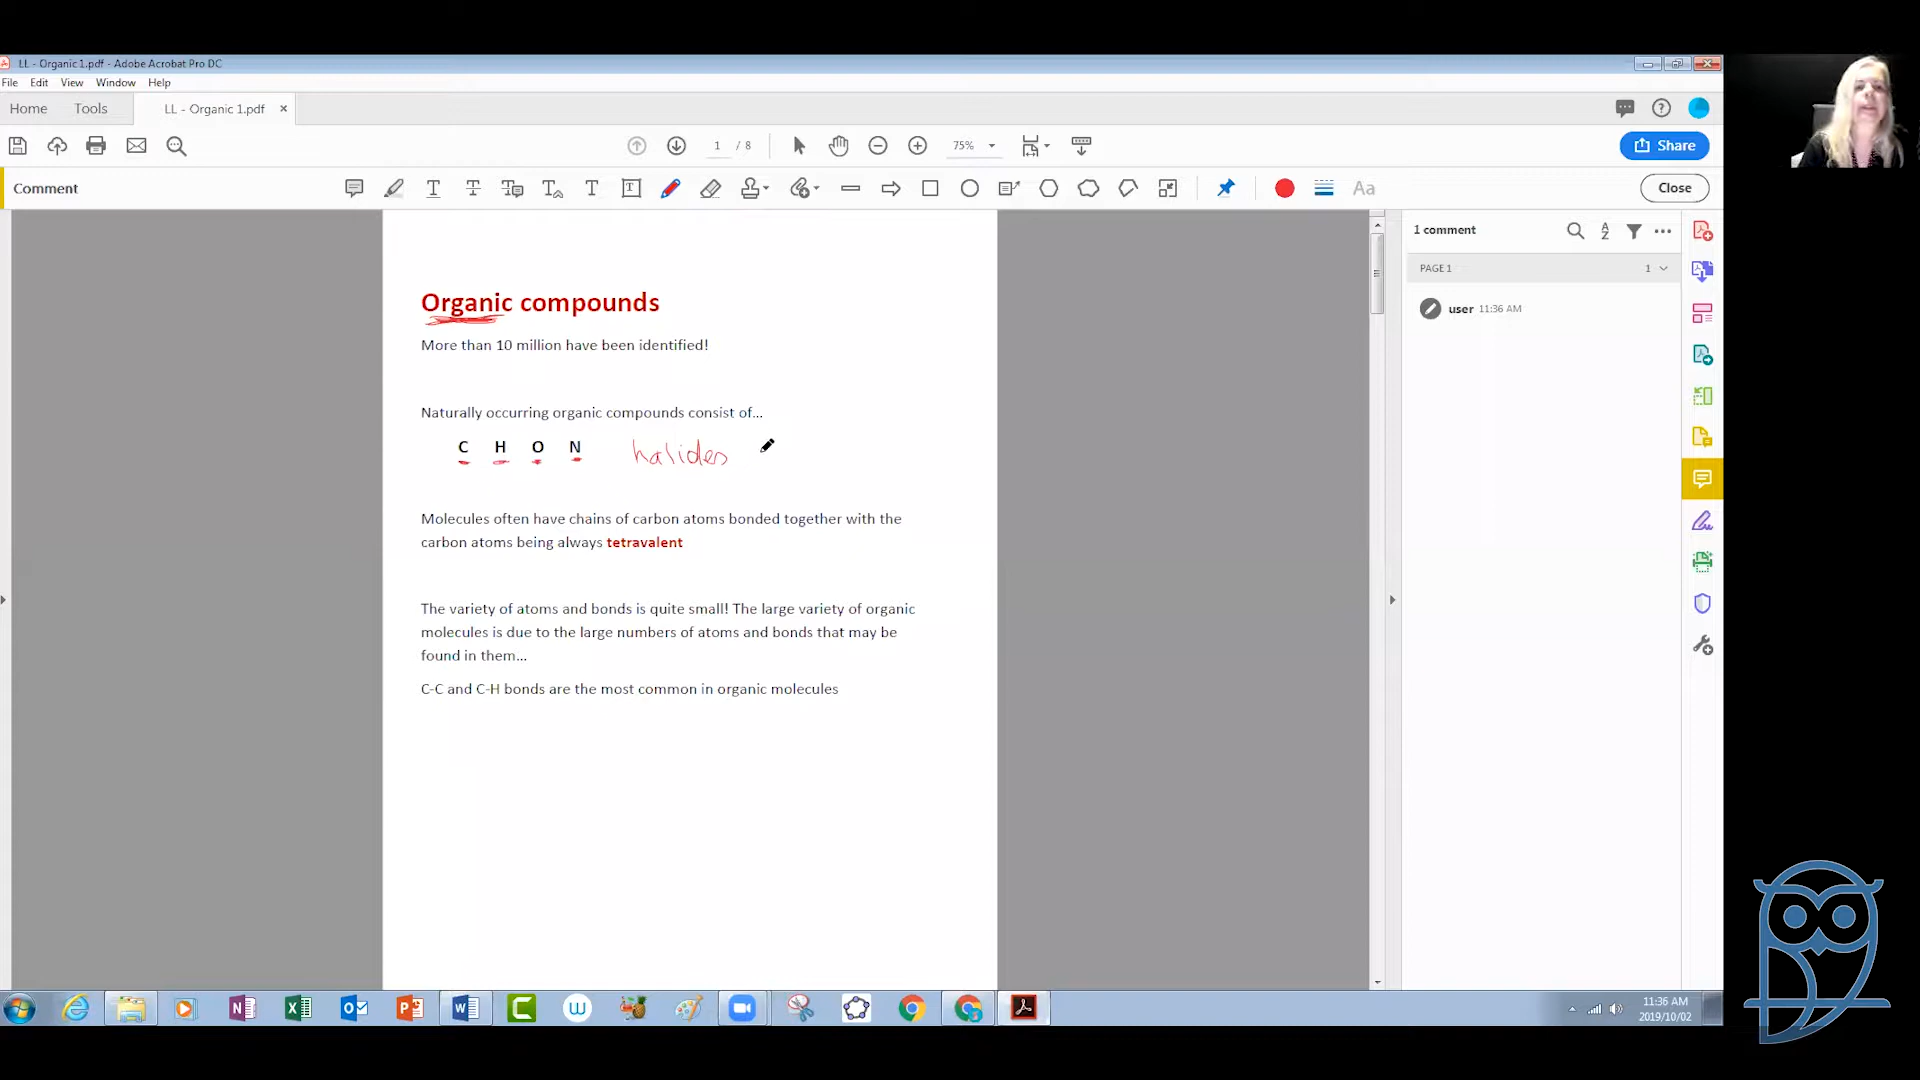 LL - Organic 1.pdf - Adobe Acrobat Pro DC
File Edit View Window Help
Home Tools LL - Organic 1.pdf ×
1 / 8 75% Share
Comment Aa Close
1 comment
PAGE 1 1
user 11:36 AM
Organic compounds
More than 10 million have been identified!
Naturally occurring organic compounds consist of...
C H O N halides
Molecules often have chains of carbon atoms bonded together with the
carbon atoms being always tetravalent
The variety of atoms and bonds is quite small! The large variety of organic
molecules is due to the large numbers of atoms and bonds that may be
found in them...
C-C and C-H bonds are the most common in organic molecules
11:36 AM
2019/10/02